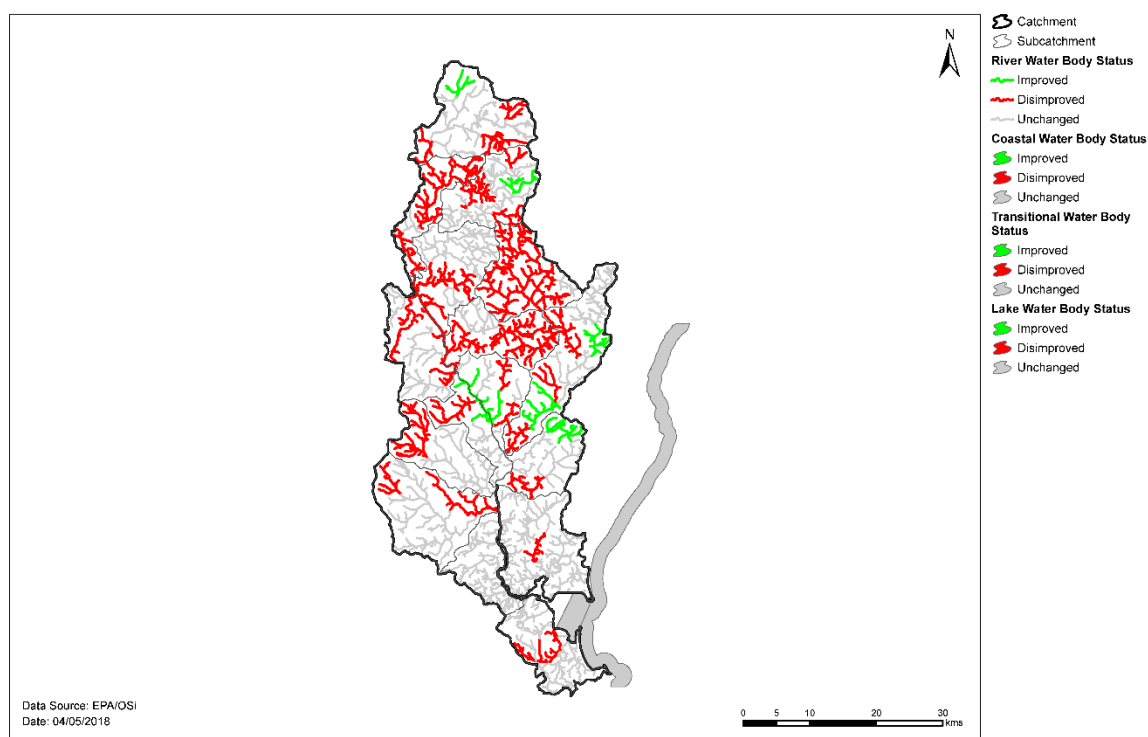 N
Catchment
Subcatchment
River Water Body Status
Improved
Disimproved
Unchanged
Coastal Water Body Status
Improved
Disimproved
Unchanged
Transitional Water Body
Status
Improved
Disimproved
Unchanged
Lake Water Body Status
Improved
Disimproved
Unchanged
Data Source: EPA/OSi
Date: 04/05/2018
0 5 10 20 30
kms